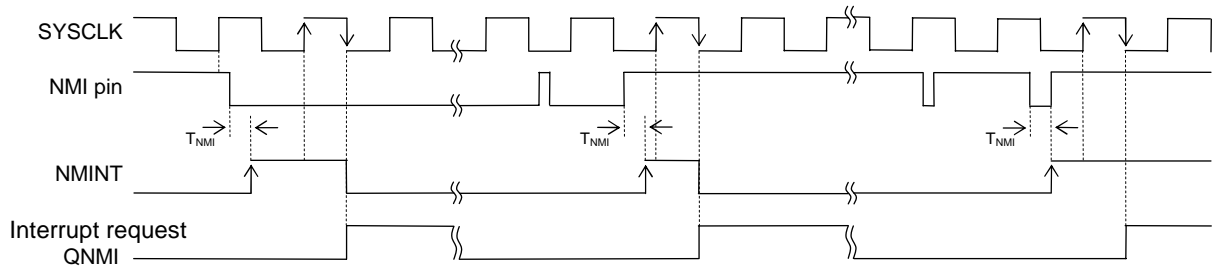 SYSCLK
NMI pin
TNMI
TNMI
TNMI
NMINT
Interrupt request
QNMI